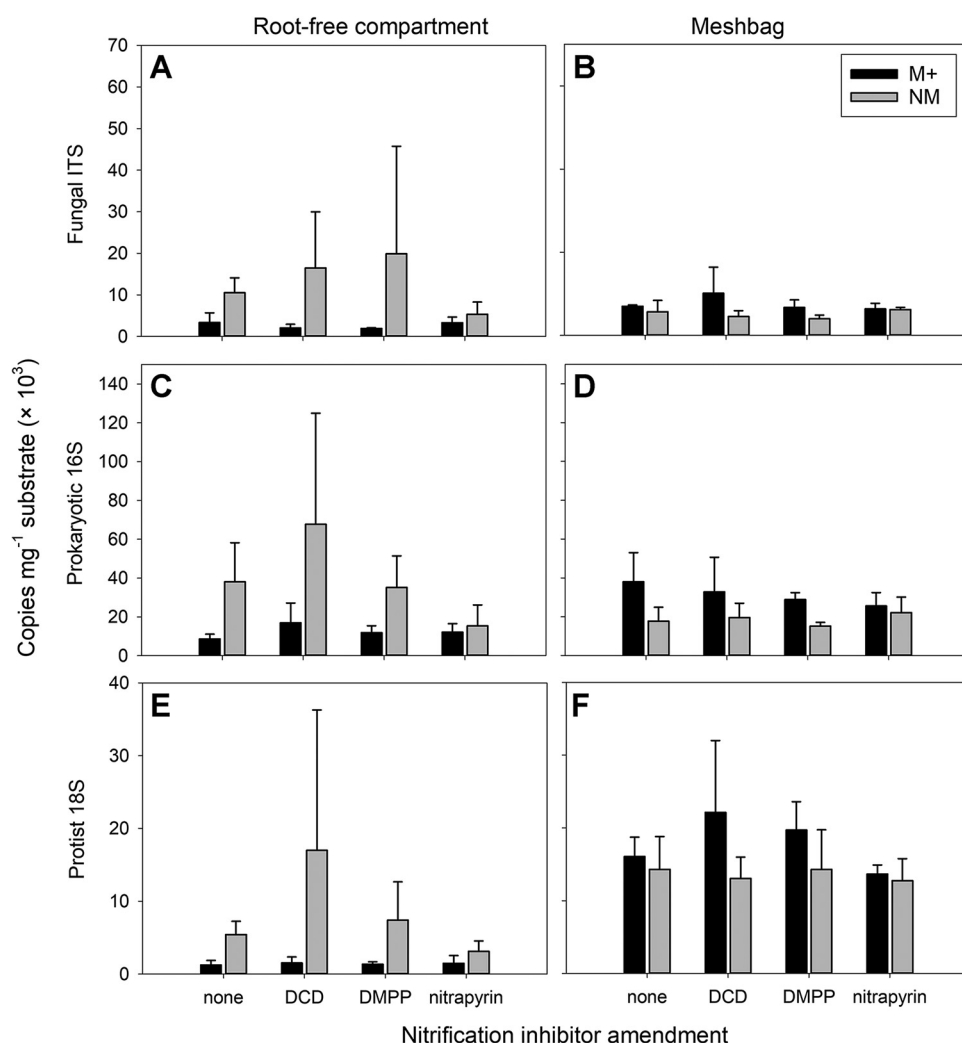 Root-free compartment
Meshbag
A
B
M+
NM
70
60
50
40
30
20
10
0
Fungal ITS
C
D
140
120
100
80
60
40
20
0
Prokaryotic 16S
Copies mg⁻¹ substrate (× 10³)
E
F
40
30
20
10
0
Protist 18S
none DCD DMPP nitrapyrin none DCD DMPP nitrapyrin
Nitrification inhibitor amendment